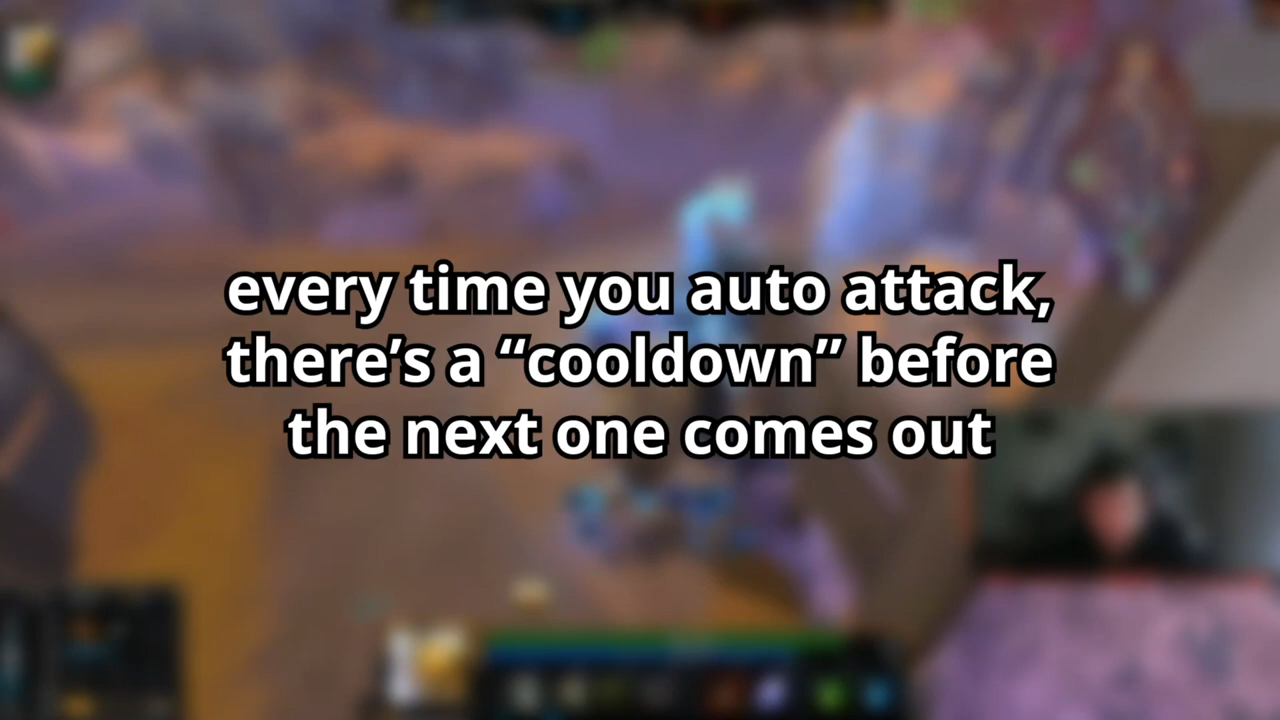 every time you auto attack,
there’s a “cooldown” before
the next one comes out